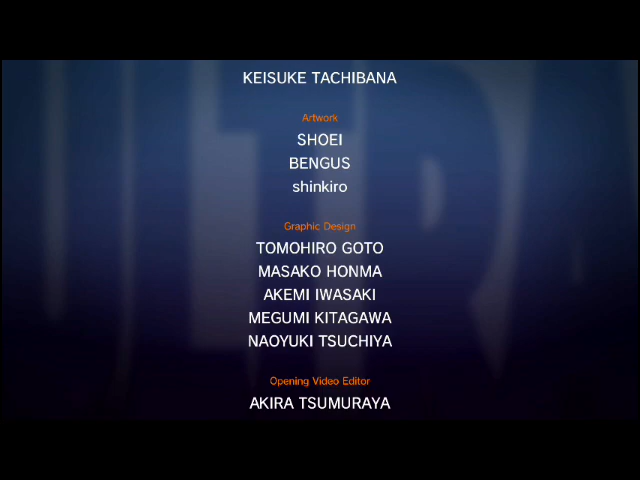 KEISUKE TACHIBANA
Artwork
SHOEI
BENGUS
shinkiro
Graphic Design
TOMOHIRO GOTO
MASAKO HONMA
AKEMI IWASAKI
MEGUMI KITAGAWA
NAOYUKI TSUCHIYA
Opening Video Editor
AKIRA TSUMURAYA